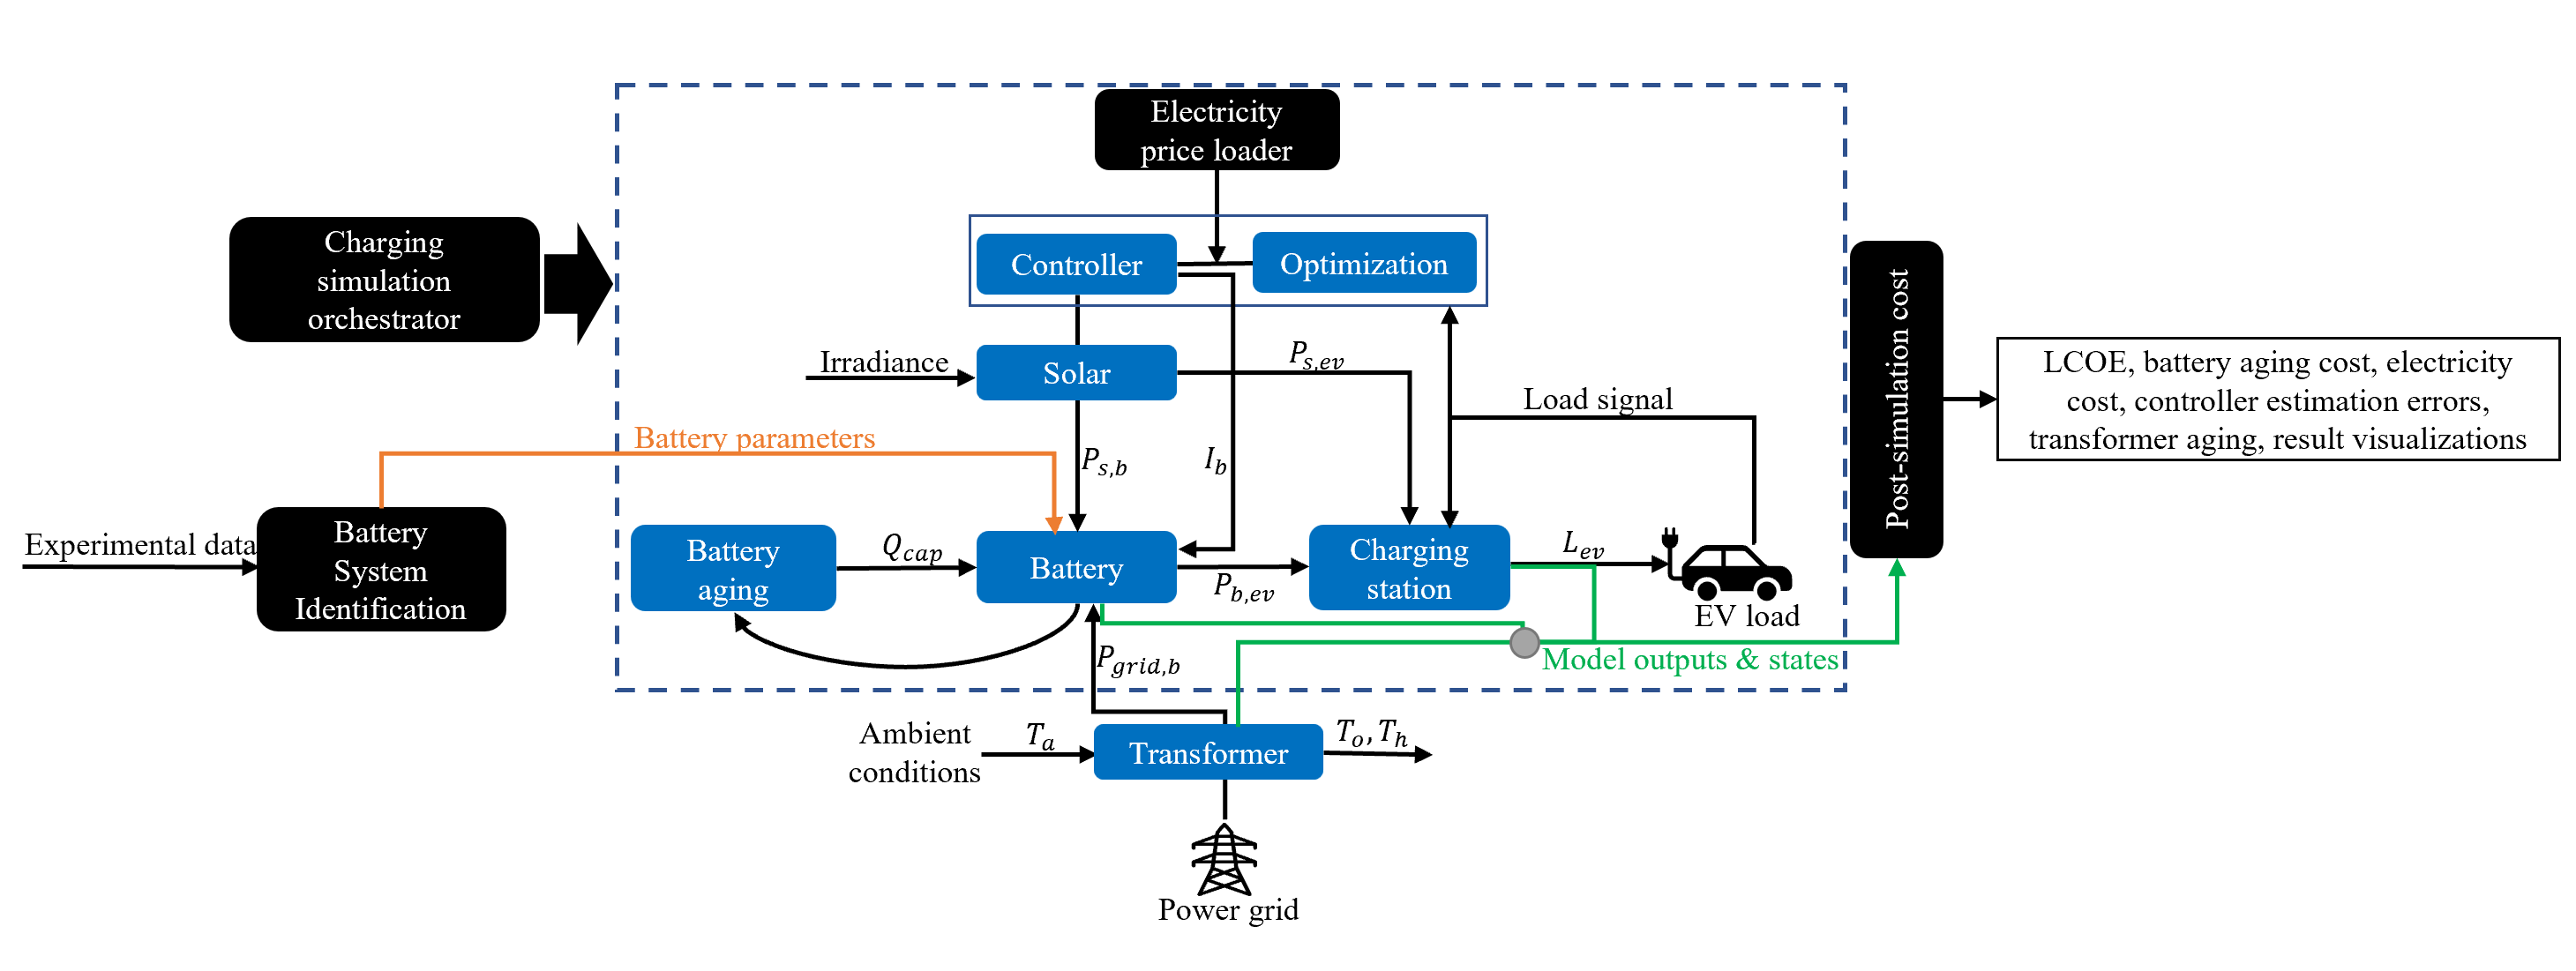 Electricity
price loader
Charging
simulation
orchestrator
Controller
Optimization
Irradiance
Solar
P_{s,ev}
Load signal
Post-simulation cost
LCOE, battery aging cost, electricity
cost, controller estimation errors,
transformer aging, result visualizations
Battery parameters
P_{s,b}
I_b
Experimental data
Battery
System
Identification
Battery
aging
Q_{cap}
Battery
P_{b,ev}
Charging
station
L_{ev}
EV load
P_{grid,b}
Model outputs & states
Ambient
conditions
T_a
Transformer
T_o, T_h
Power grid